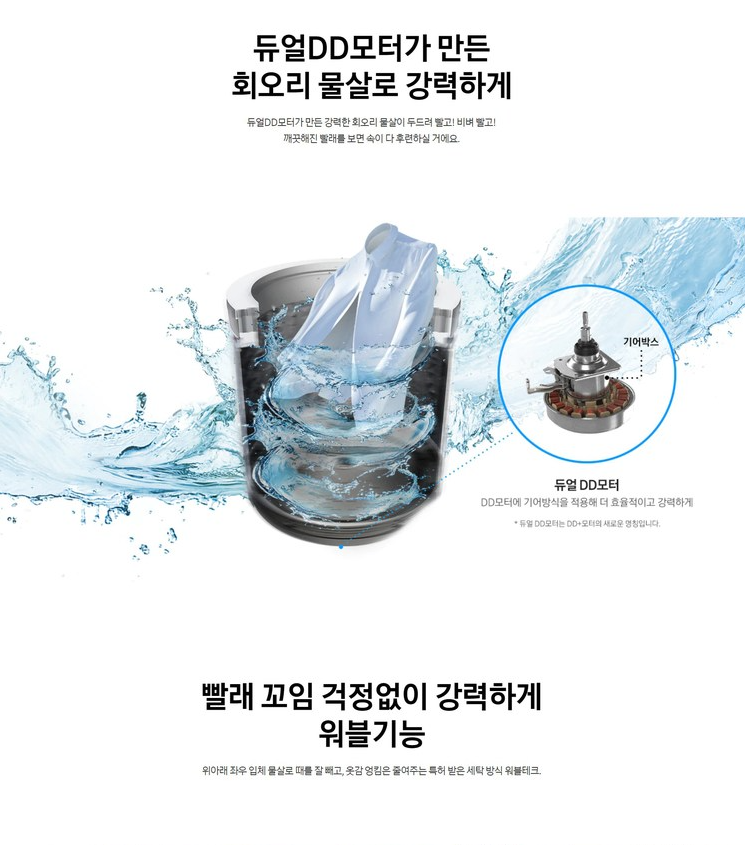 듀얼DD모터가 만든
회오리 물살로 강력하게
듀얼DD모터가 만든 강력한 회오리 물살이 두드려 빨고! 비벼 빨고!
깨끗해진 빨래를 보면 속이 다 후련하실 거에요.
기어박스
듀얼 DD모터
DD모터에 기어방식을 적용해 더 효율적이고 강력하게
* 듀얼 DD모터는 DD+모터의 새로운 명칭입니다.
빨래 꼬임 걱정없이 강력하게
워블기능
위아래 좌우 입체 물살로 때를 잘 빼고, 옷감 엉킴은 줄여주는 특허 받은 세탁 방식 워블테크.